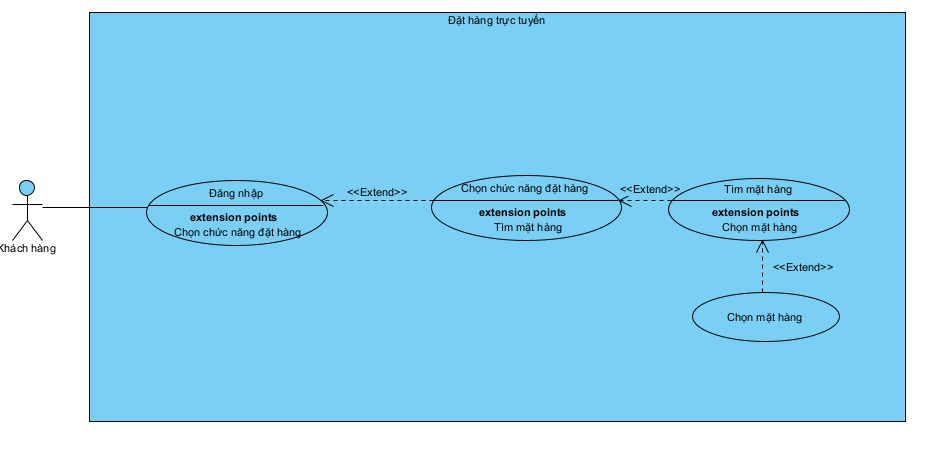 Đặt hàng trực tuyến
Đăng nhập
extension points
Chọn chức năng đặt hàng
<<Extend>>
Chọn chức năng đặt hàng
extension points
Tìm mặt hàng
<<Extend>>
Tìm mặt hàng
extension points
Chọn mặt hàng
Khách hàng
<<Extend>>
Chọn mặt hàng